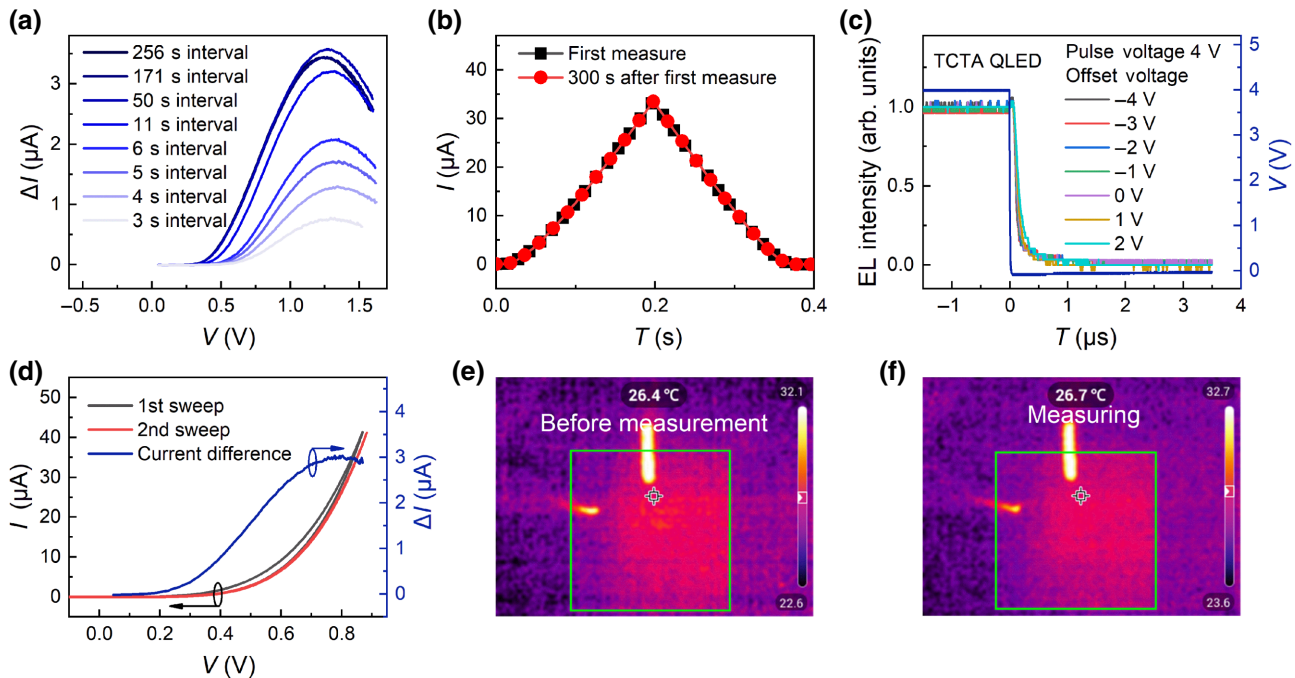 (a)
256 s interval
171 s interval
50 s interval
11 s interval
6 s interval
5 s interval
4 s interval
3 s interval
3
2
1
0
ΔI (μA)
–0.5 0.0 0.5 1.0 1.5
V (V)
(b)
First measure
300 s after first measure
40
30
20
10
0
I (μA)
0.0 0.2 0.4
T (s)
(c)
TCTA QLED
Pulse voltage 4 V
Offset voltage
–4 V
–3 V
–2 V
–1 V
0 V
1 V
2 V
1.0
0.5
0.0
EL intensity (arb. units)
5
4
3
2
1
0
V (V)
–1 0 1 2 3 4
T (μs)
(d)
1st sweep
2nd sweep
Current difference
50
45
40
35
30
25
20
15
10
5
0
I (μA)
4
3
2
1
0
ΔI (μA)
0.0 0.2 0.4 0.6 0.8
V (V)
(e)
26.4 ℃
32.1
Before measurement
22.6
(f)
26.7 ℃
32.7
Measuring
23.6